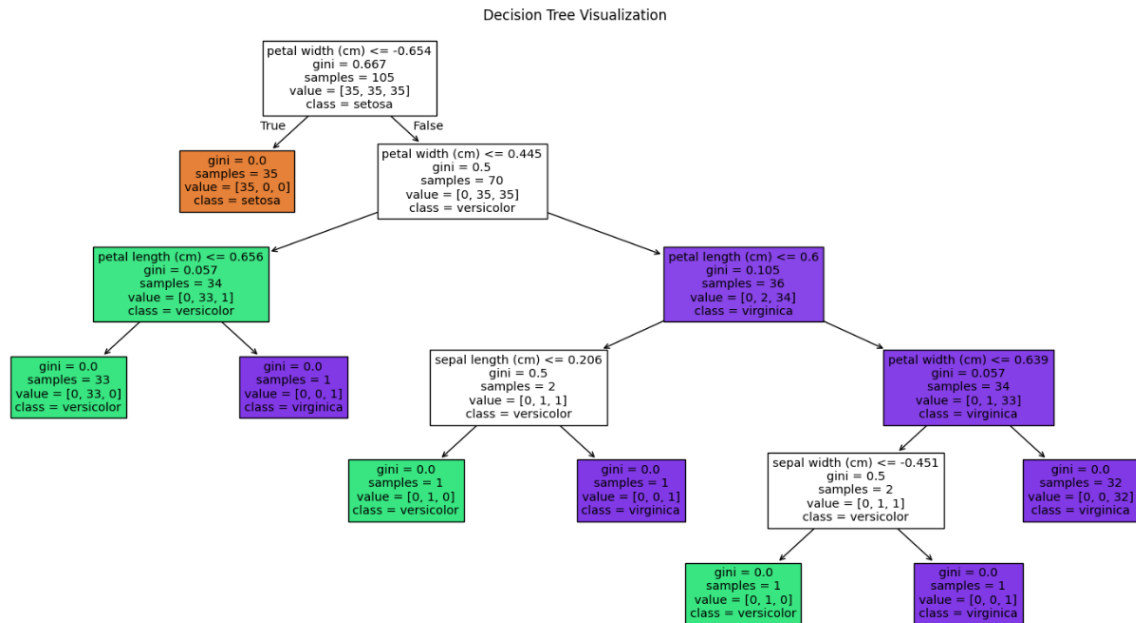 Decision Tree Visualization
petal width (cm) <= -0.654
gini = 0.667
samples = 105
value = [35, 35, 35]
class = setosa
True
False
gini = 0.0
samples = 35
value = [35, 0, 0]
class = setosa
petal width (cm) <= 0.445
gini = 0.5
samples = 70
value = [0, 35, 35]
class = versicolor
petal length (cm) <= 0.656
gini = 0.057
samples = 34
value = [0, 33, 1]
class = versicolor
petal length (cm) <= 0.6
gini = 0.105
samples = 36
value = [0, 2, 34]
class = virginica
gini = 0.0
samples = 33
value = [0, 33, 0]
class = versicolor
gini = 0.0
samples = 1
value = [0, 0, 1]
class = virginica
sepal length (cm) <= 0.206
gini = 0.5
samples = 2
value = [0, 1, 1]
class = versicolor
petal width (cm) <= 0.639
gini = 0.057
samples = 34
value = [0, 1, 33]
class = virginica
gini = 0.0
samples = 1
value = [0, 1, 0]
class = versicolor
gini = 0.0
samples = 1
value = [0, 0, 1]
class = virginica
sepal width (cm) <= -0.451
gini = 0.5
samples = 2
value = [0, 1, 1]
class = versicolor
gini = 0.0
samples = 32
value = [0, 0, 32]
class = virginica
gini = 0.0
samples = 1
value = [0, 1, 0]
class = versicolor
gini = 0.0
samples = 1
value = [0, 0, 1]
class = virginica